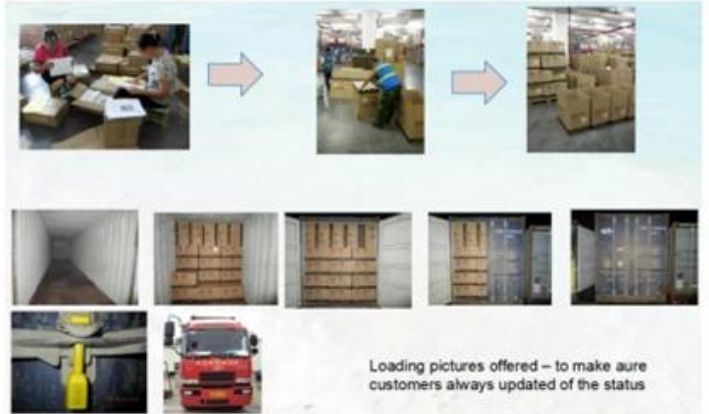 Loading pictures offered – to make aure
customers always updated of the status